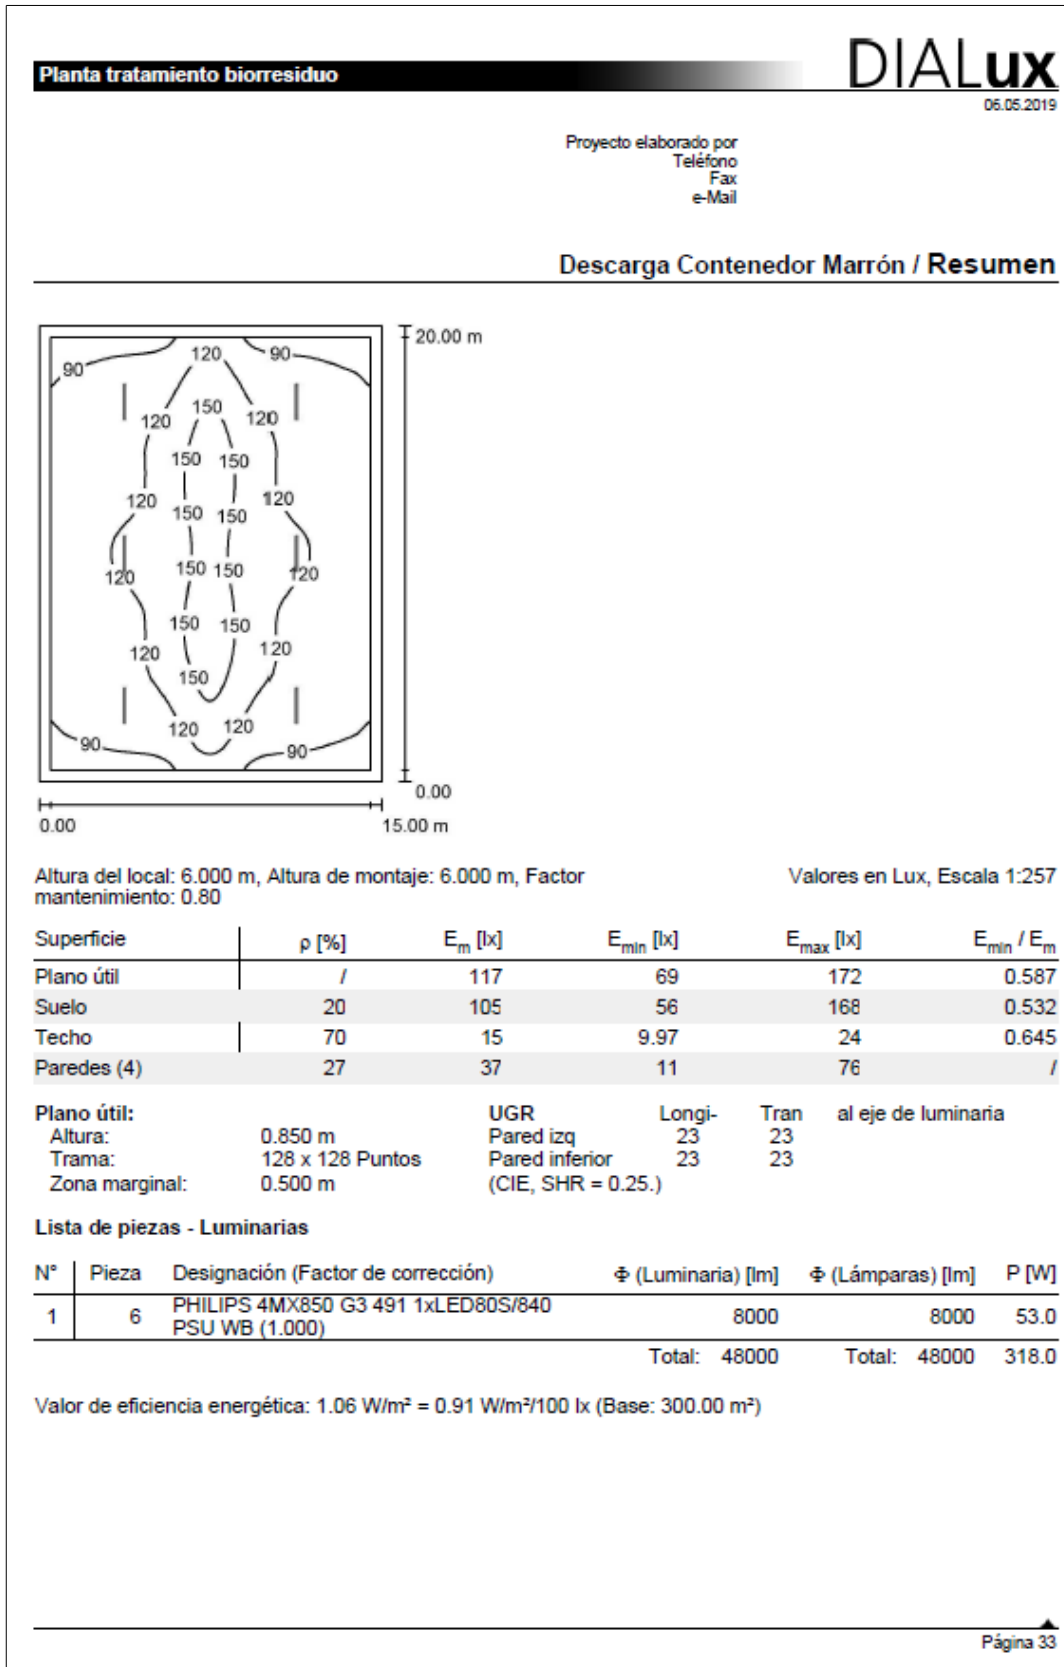 Planta tratamiento biorresiduo
DIALux
06.05.2019
Proyecto elaborado por
Teléfono
Fax
e-Mail
Descarga Contenedor Marrón / Resumen
20.00 m
120 90
90
150
120 120
150 150
120 120
150 150
150 150
120 120
150 150
120 120
150
120 120
90 90
0.00
0.00 15.00 m
Altura del local: 6.000 m, Altura de montaje: 6.000 m, Factor
mantenimiento: 0.80
Valores en Lux, Escala 1:257
Superficie ρ [%] Em [lx] Emin [lx] Emax [lx] Emin / Em
Plano útil / 117 69 172 0.587
Suelo 20 105 56 168 0.532
Techo 70 15 9.97 24 0.645
Paredes (4) 27 37 11 76 /
Plano útil: UGR Longi- Tran al eje de luminaria
Altura: 0.850 m Pared izq 23 23
Trama: 128 x 128 Puntos Pared inferior 23 23
Zona marginal: 0.500 m (CIE, SHR = 0.25.)
Lista de piezas - Luminarias
N° Pieza Designación (Factor de corrección) Φ (Luminaria) [lm] Φ (Lámparas) [lm] P [W]
1 6 PHILIPS 4MX850 G3 491 1xLED80S/840 8000 8000 53.0
PSU WB (1.000)
Total: 48000 Total: 48000 318.0
Valor de eficiencia energética: 1.06 W/m² = 0.91 W/m²/100 lx (Base: 300.00 m²)
Página 33